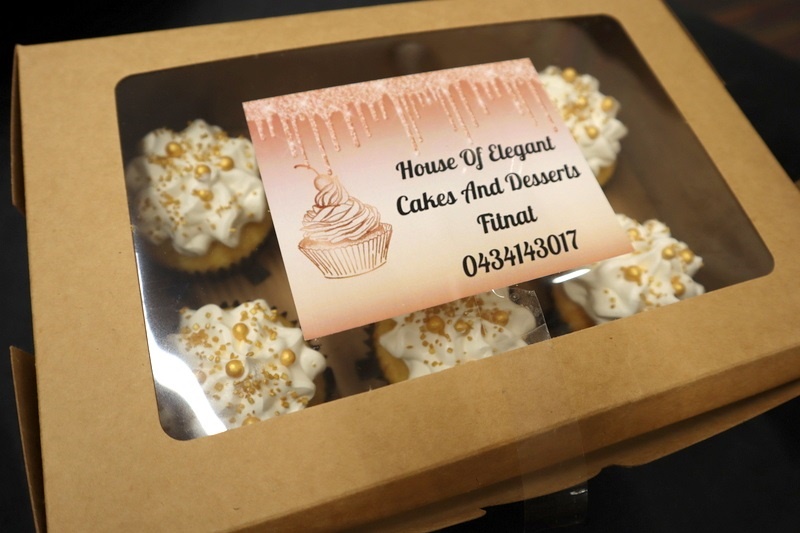 House Of Elegant
Cakes And Desserts
Fitnat
0434143017